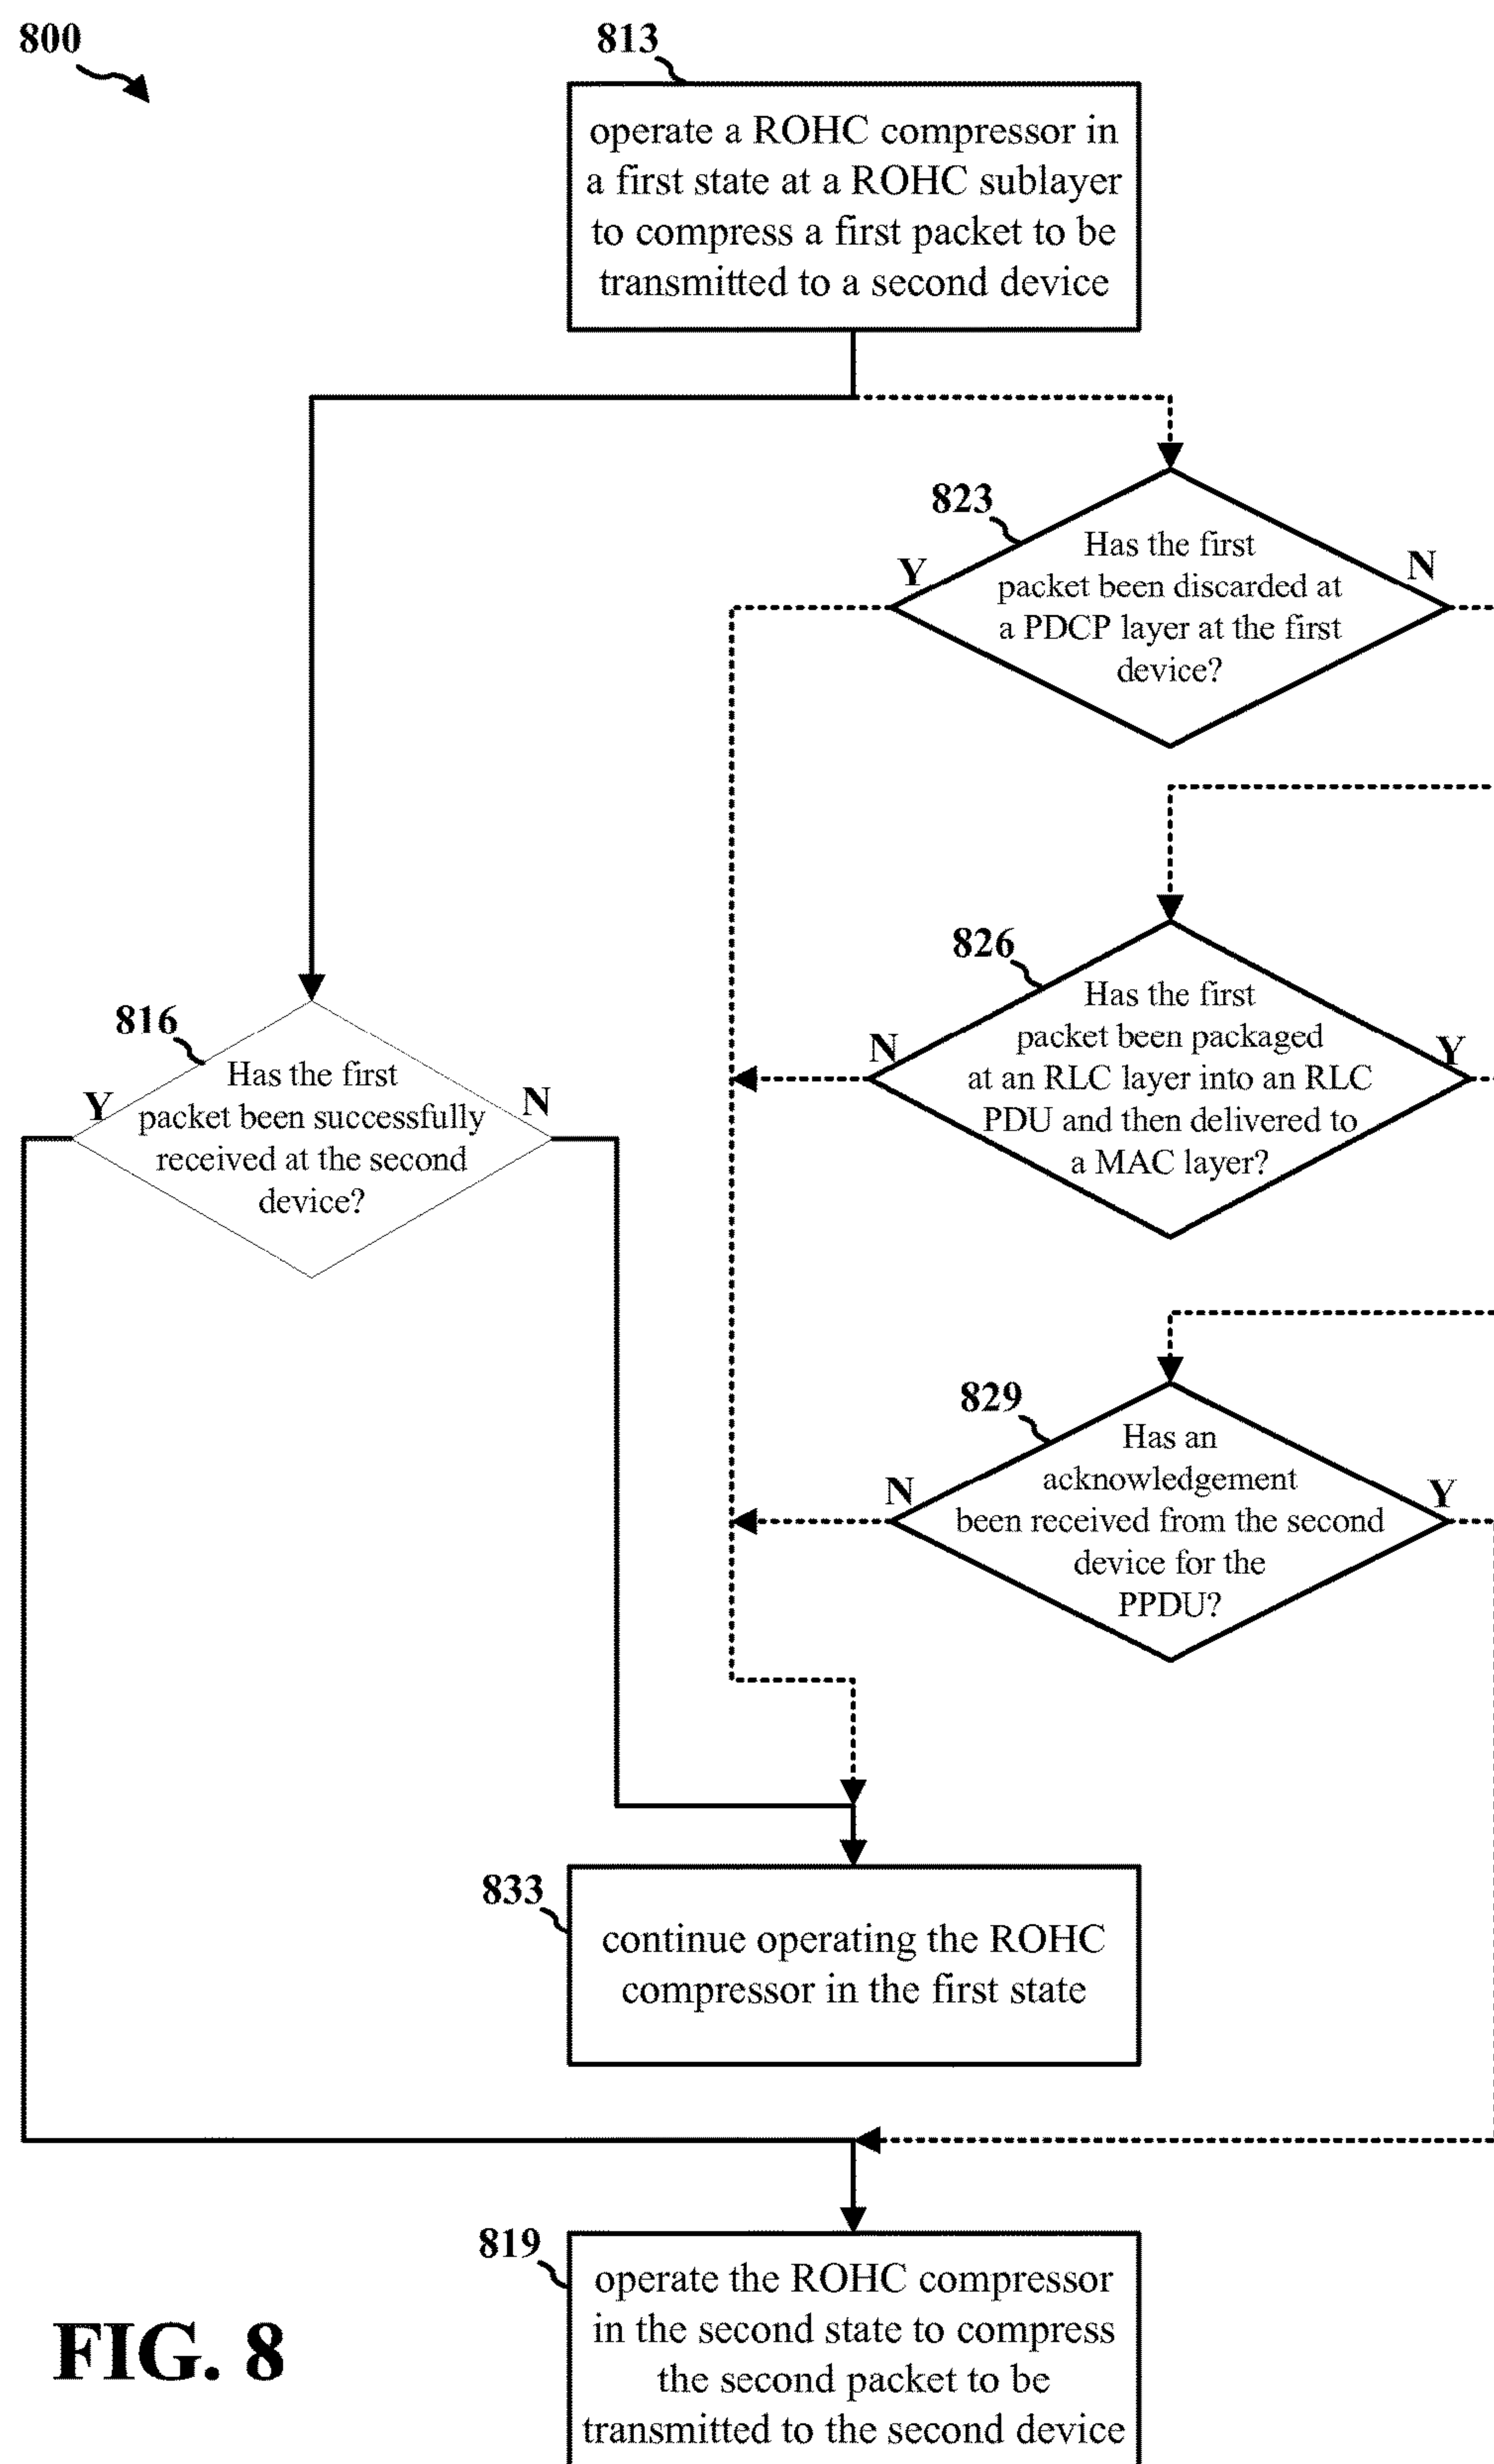 800
813
operate a ROHC compressor in
a first state at a ROHC sublayer
to compress a first packet to be
transmitted to a second device
823
Y
N
Has the first
packet been discarded at
a PDCP layer at the first
device?
826
N
Y
Has the first
packet been packaged
at an RLC layer into an RLC
PDU and then delivered to
a MAC layer?
816
Y
N
Has the first
packet been successfully
received at the second
device?
829
N
Y
Has an
acknowledgement
been received from the second
device for the
PPDU?
833
continue operating the ROHC
compressor in the first state
819
operate the ROHC compressor
in the second state to compress
the second packet to be
transmitted to the second device
FIG. 8